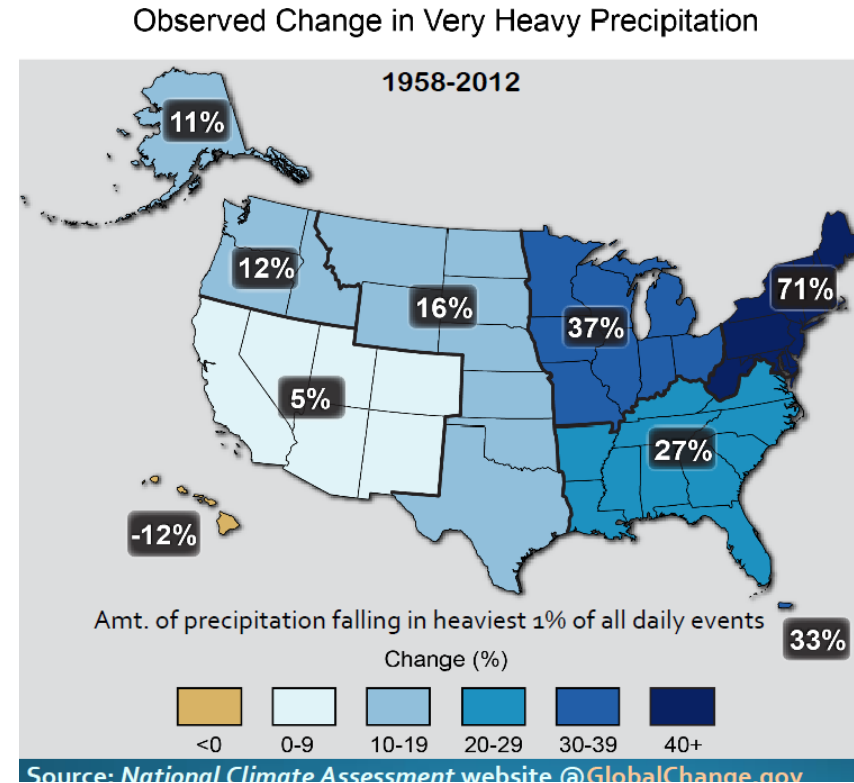 Observed Change in Very Heavy Precipitation
1958-2012
11%
12%
16%
37%
71%
5%
27%
-12%
33%
Amt. of precipitation falling in heaviest 1% of all daily events
Change (%)
<0 0-9 10-19 20-29 30-39 40+
Source: National Climate Assessment website @GlobalChange.gov